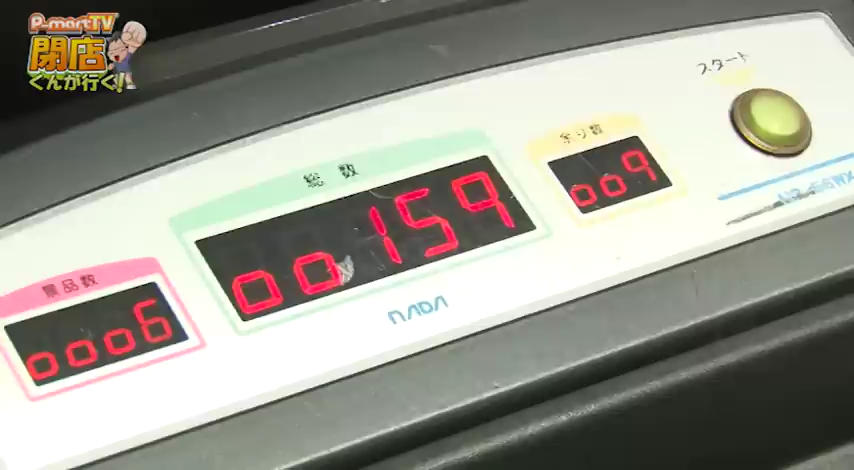 P-martTV
閉店
くんが行く!
スタート
余り数
009
総数
00159
景品数
0006
NADA